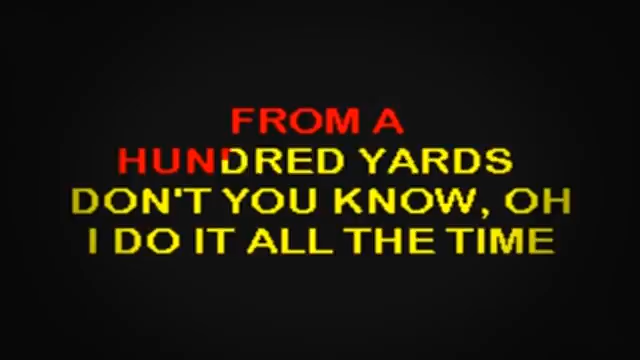 FROM A
HUNDRED YARDS
DON'T YOU KNOW, OH
I DO IT ALL THE TIME